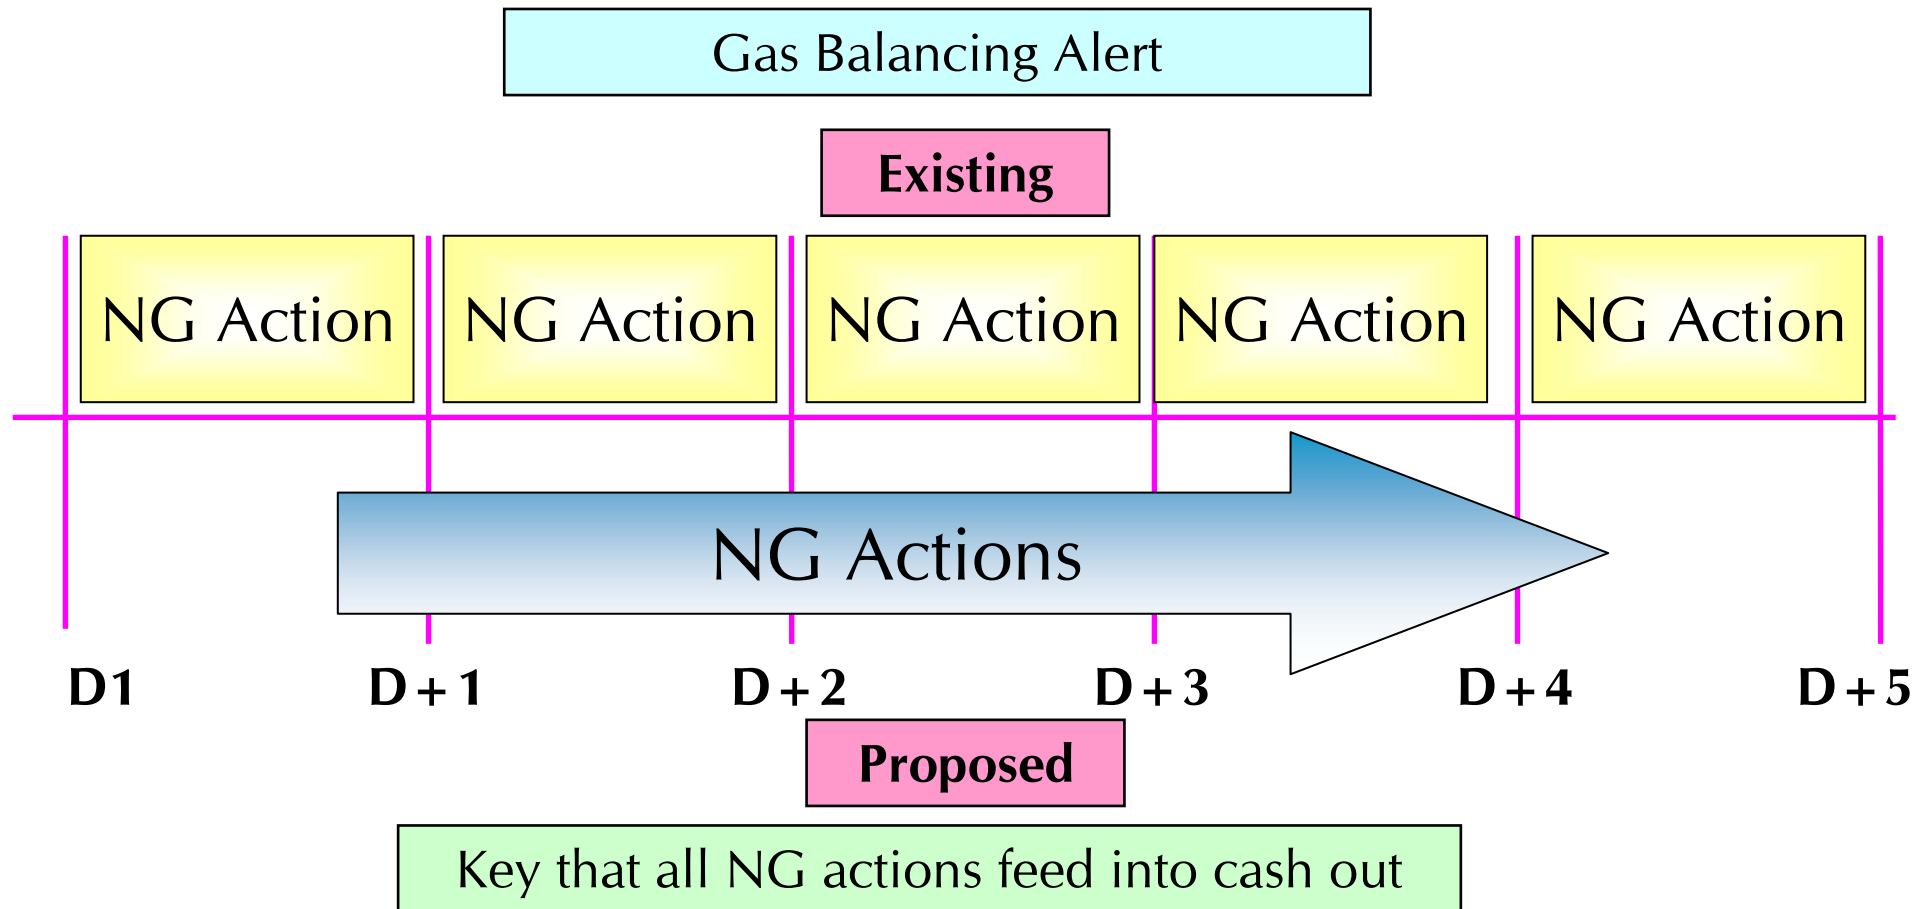 Gas Balancing Alert
Existing
NG Action NG Action NG Action NG Action NG Action
NG Actions
D1 D+1 D+2 D+3 D+4 D+5
Proposed
Key that all NG actions feed into cash out